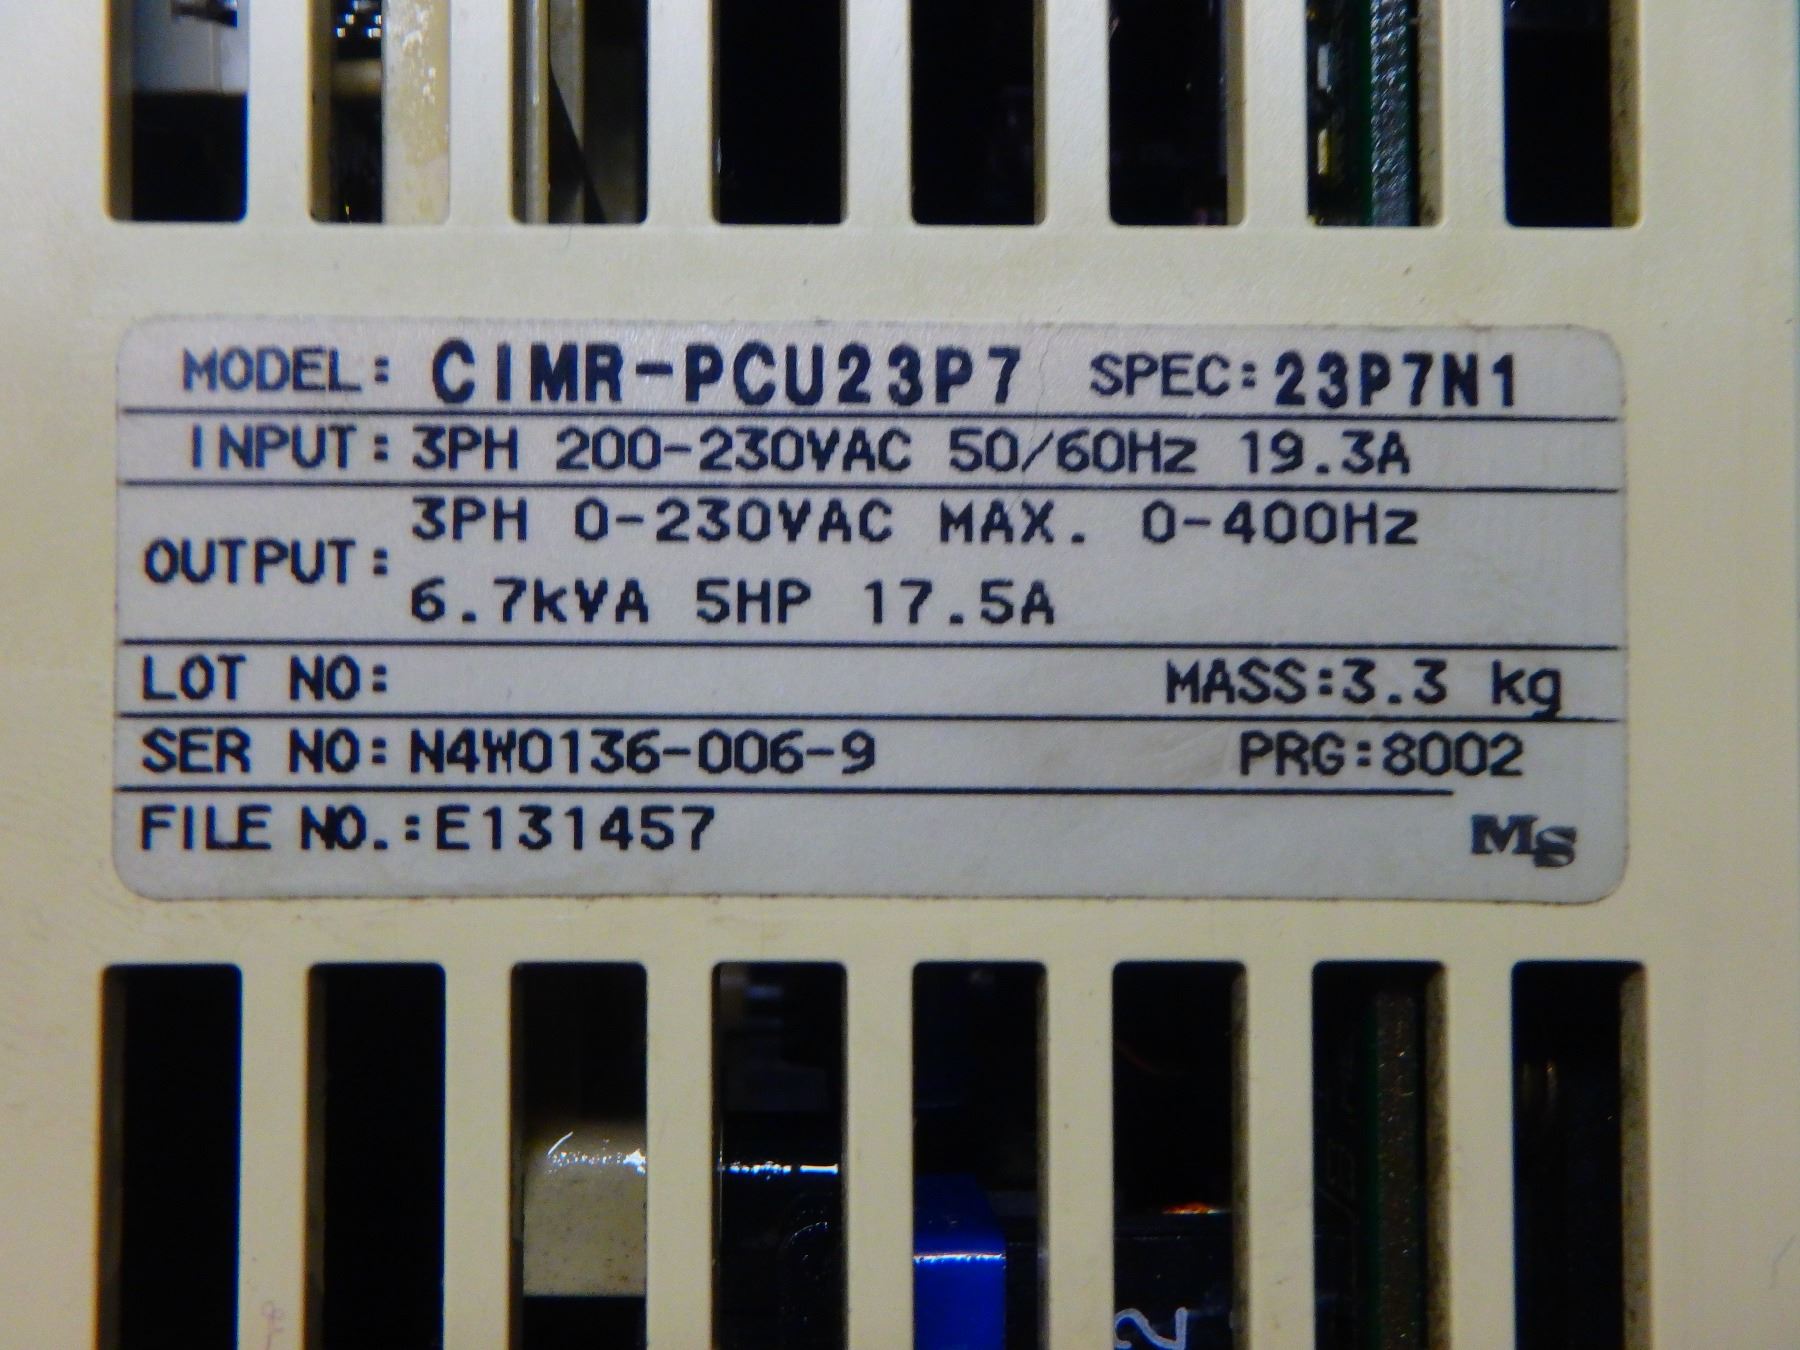 MODEL: CIMR-PCU23P7 SPEC:23P7N1
INPUT: 3PH 200-230VAC 50/60Hz 19.3A
OUTPUT: 3PH 0-230VAC MAX. 0-400Hz
6.7kVA 5HP 17.5A
LOT NO: MASS:3.3 kg
SER NO: N4W0136-006-9 PRG:8002
FILE NO.:E131457
MS
2